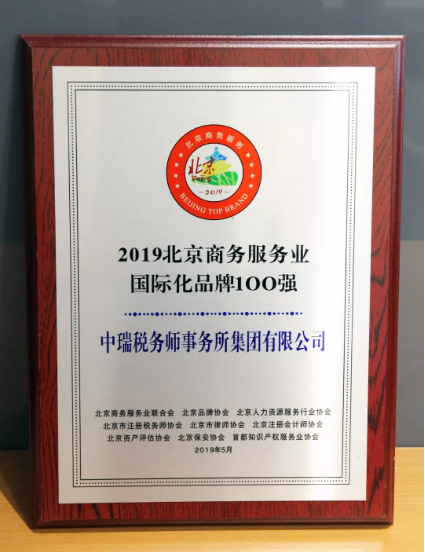 北京商务服务
北京
2019
BEIJING TOP BRAND
2019北京商务服务业
国际化品牌100强
中瑞税务师事务所集团有限公司
北京商务服务业联合会 北京品牌协会 北京人力资源服务行业协会
北京市注册税务师协会 北京市律师协会 北京注册会计师协会
北京资产评估协会 北京保安协会 首都知识产权服务业协会
2019年5月